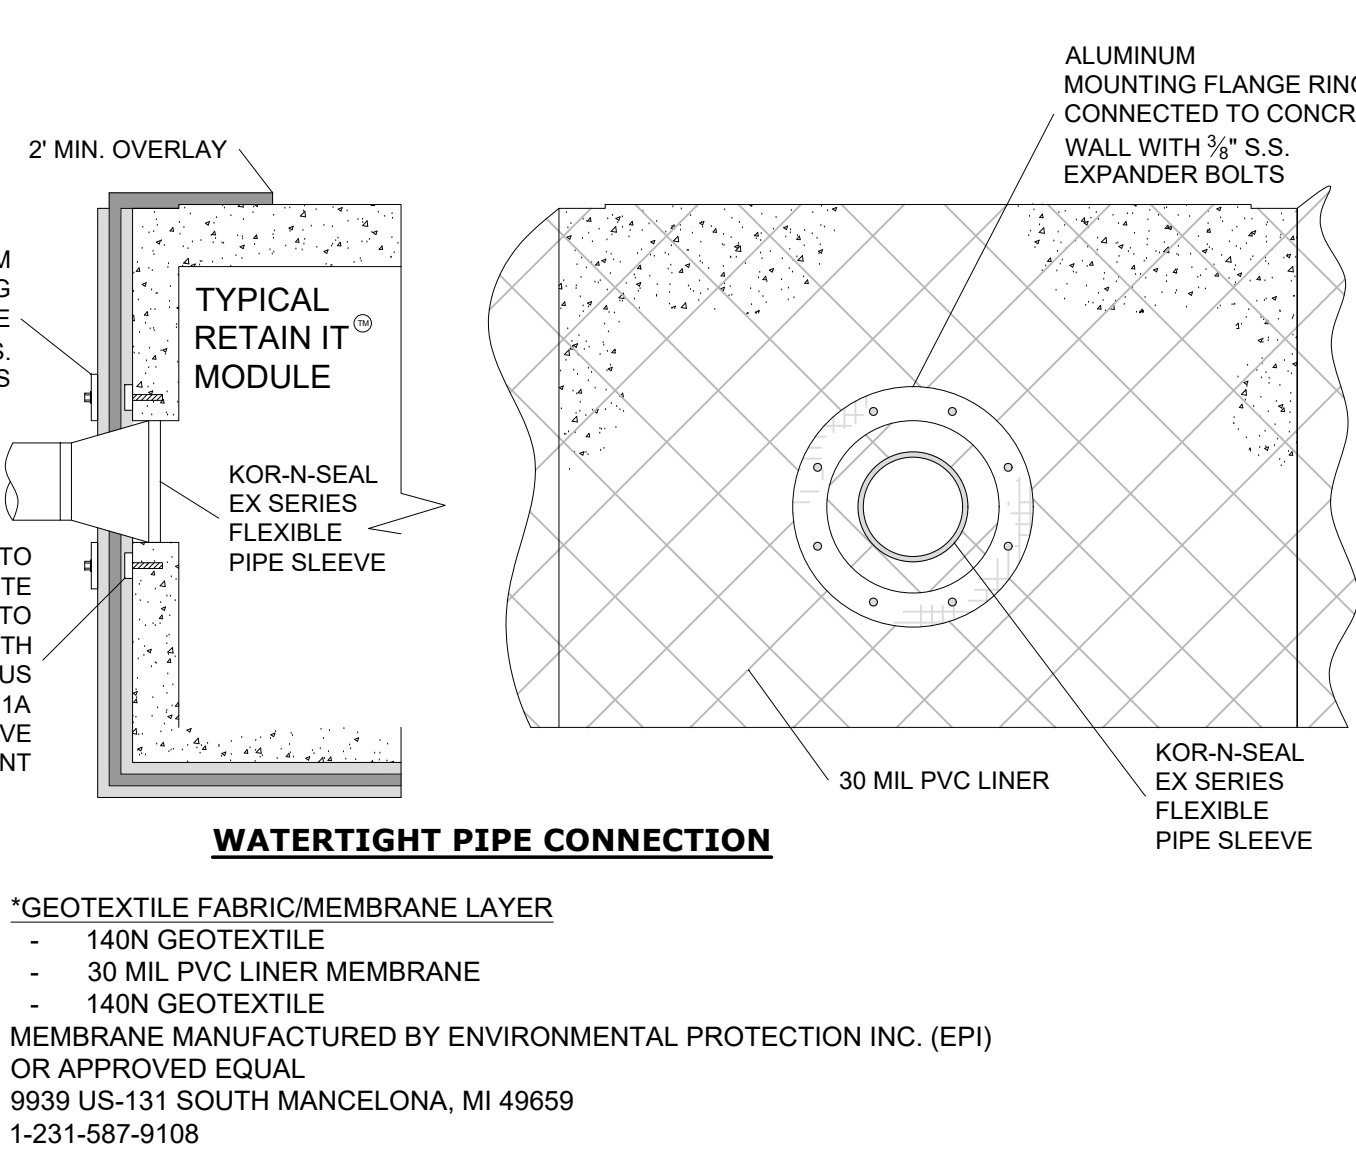 ALUMINUM
MOUNTING FLANGE RING
CONNECTED TO CONCR
WALL WITH 3/8" S.S.
EXPANDER BOLTS
2' MIN. OVERLAY
M
G
E
S.
S
TYPICAL
RETAIN IT™
MODULE
KOR-N-SEAL
EX SERIES
FLEXIBLE
PIPE SLEEVE
TO
TE
TO
TH
US
1A
VE
NT
30 MIL PVC LINER
KOR-N-SEAL
EX SERIES
FLEXIBLE
PIPE SLEEVE
WATERTIGHT PIPE CONNECTION
*GEOTEXTILE FABRIC/MEMBRANE LAYER
- 140N GEOTEXTILE
- 30 MIL PVC LINER MEMBRANE
- 140N GEOTEXTILE
MEMBRANE MANUFACTURED BY ENVIRONMENTAL PROTECTION INC. (EPI)
OR APPROVED EQUAL
9939 US-131 SOUTH MANCELONA, MI 49659
1-231-587-9108